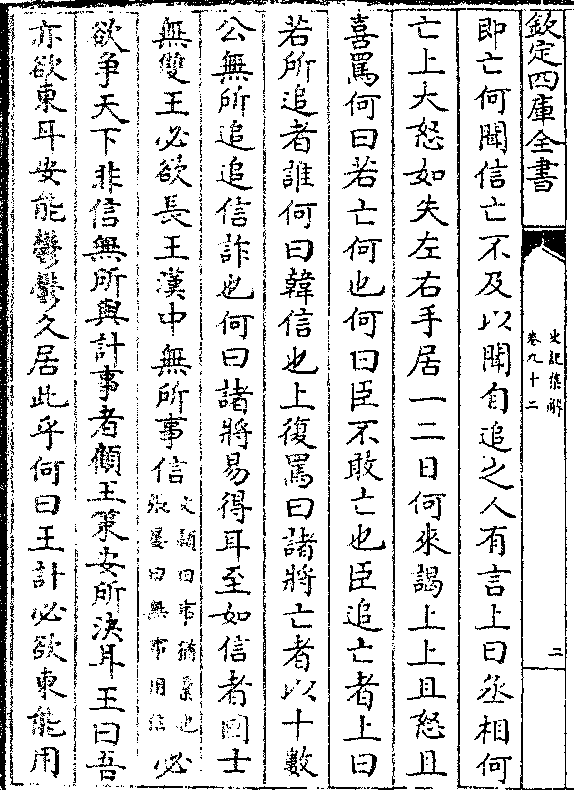 欽定四庫全書
史記集解
卷九十二
二
即亡何聞信亡不及以聞自追之人有言上曰丞相何
亡上大怒如失左右手居一二日何來謁上上且怒且
喜罵何曰若亡何也何曰臣不敢亡也臣追亡者上曰
若所追者誰何曰韓信也上復罵曰諸將亡者以十數
公無所追追信詐也何曰諸將易得耳至如信者國士
無雙王必欲長王漢中無所事信文穎曰事猶業也張晏曰無事用信必
欲争天下非信無所與計事者顧王策安所決耳王曰吾
亦欲東耳安能鬱鬱久居此乎何曰王計必欲東能用